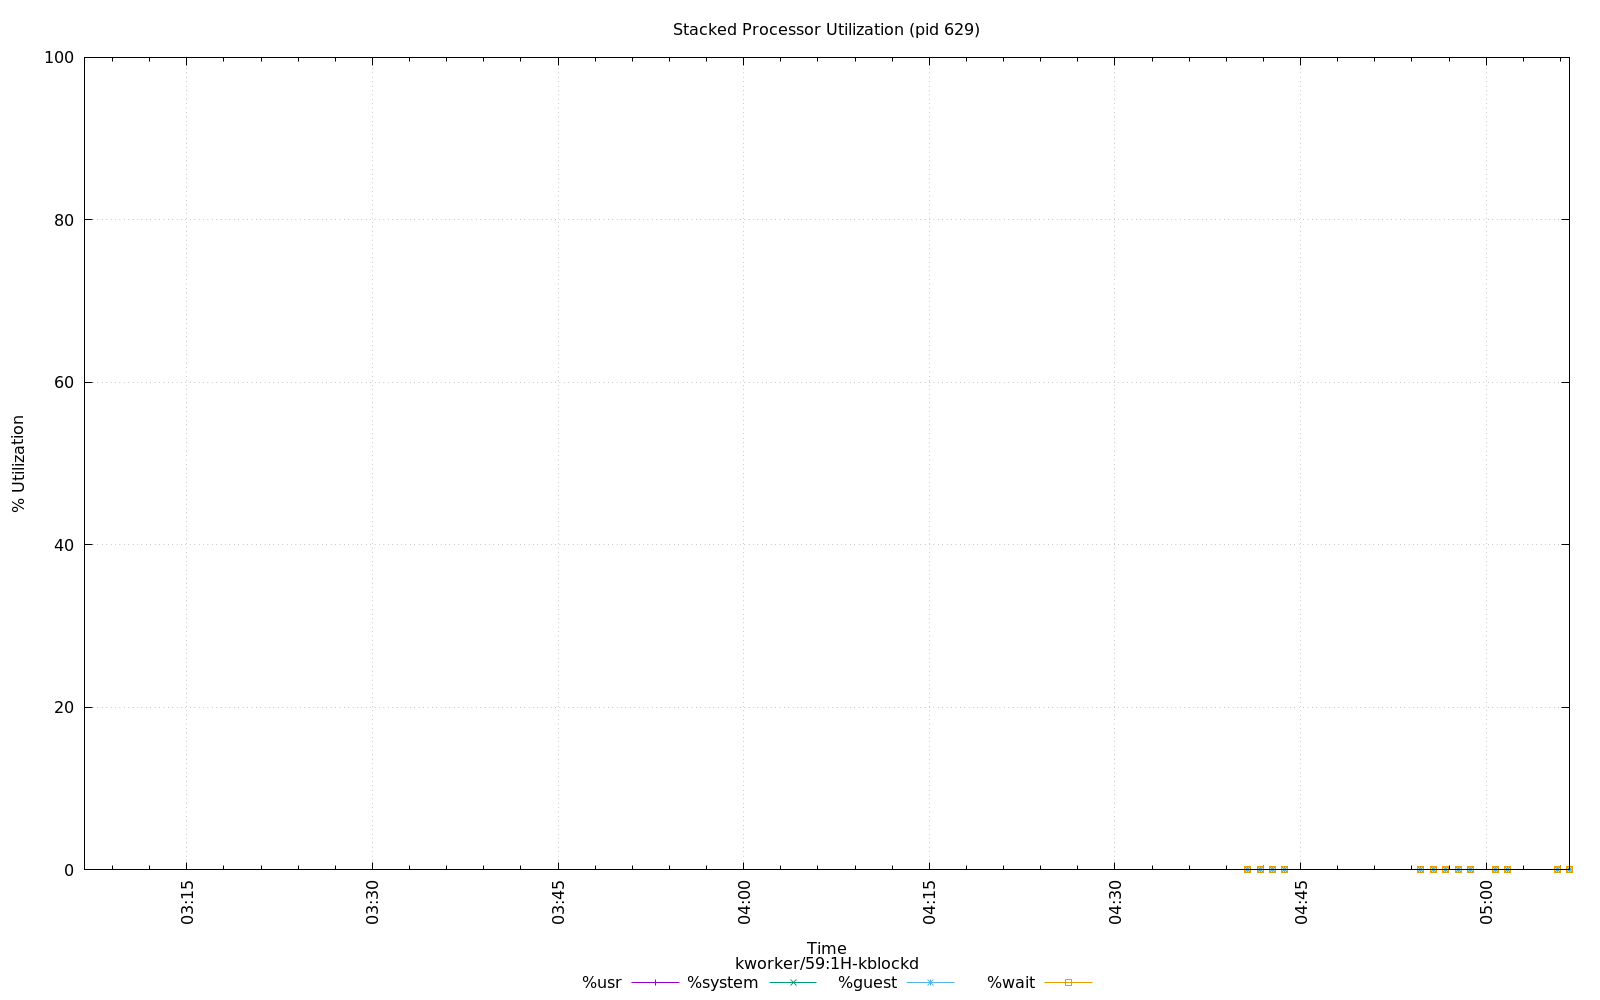 Stacked Processor Utilization (pid 629)
100
80
60
40
20
0
% Utilization
03:15
03:30
03:45
04:00
04:15
04:30
04:45
05:00
Time
kworker/59:1H-kblockd
%usr %system %guest %wait